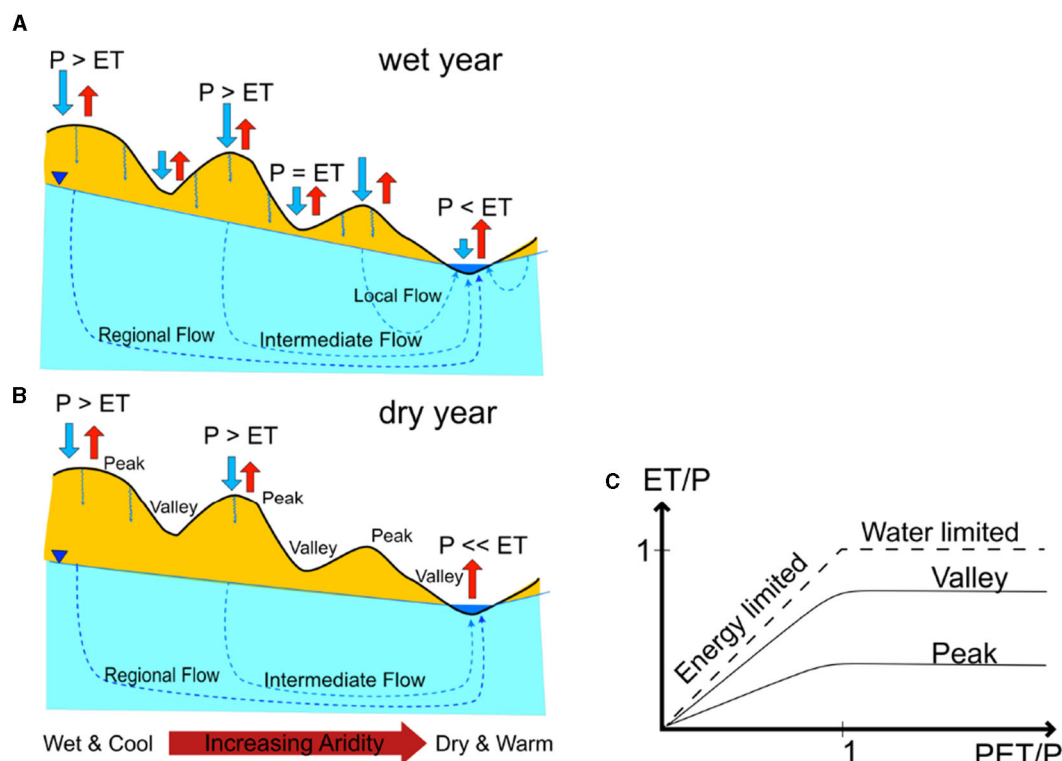 A
wet year
P > ET
P > ET
P = ET
P < ET
Local Flow
Regional Flow
Intermediate Flow
B
dry year
P > ET
P > ET
Peak
Valley
Peak
Valley
Peak
P << ET
Valley
Regional Flow
Intermediate Flow
Wet & Cool
Increasing Aridity
Dry & Warm
C
ET/P
1
Water limited
Energy limited
Valley
Peak
1
PET/P